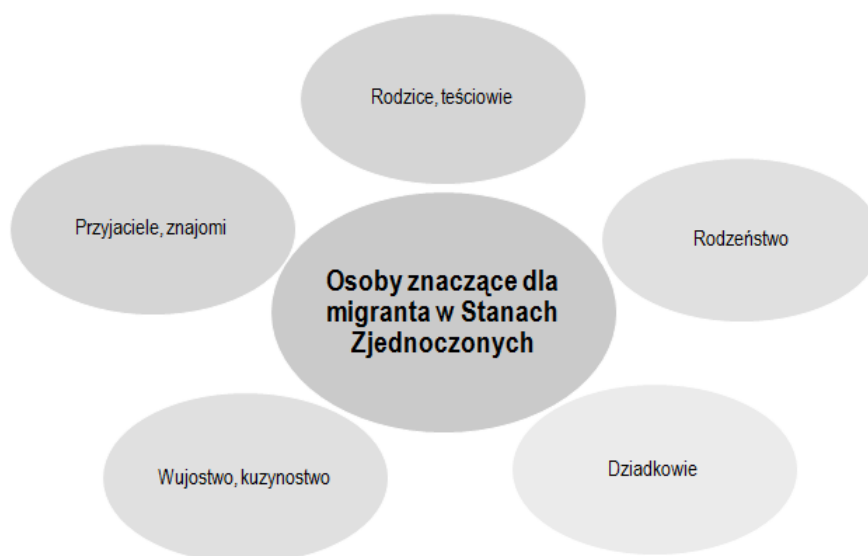 Rodzice, teściowie
Przyjaciele, znajomi
Rodzeństwo
Osoby znaczące dla
migranta w Stanach
Zjednoczonych
Wujostwo, kuzynostwo
Dziadkowie